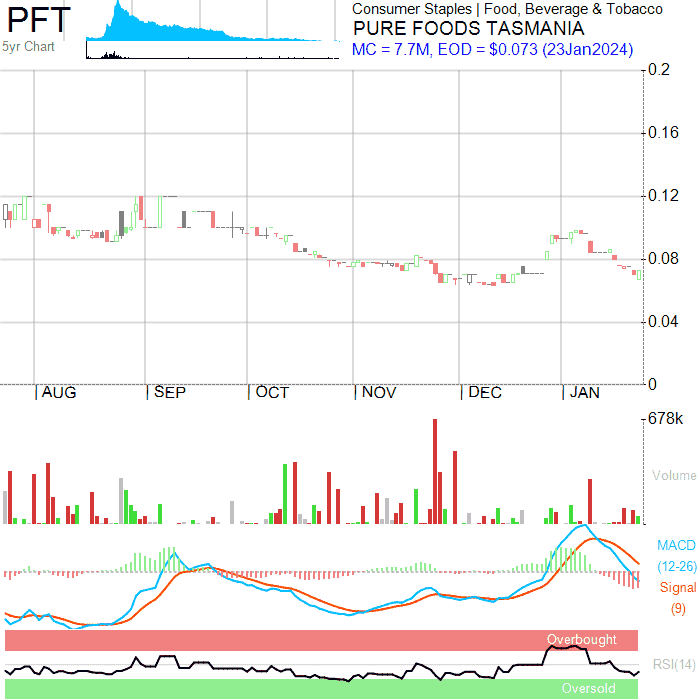 PFT
5yr Chart
Consumer Staples | Food, Beverage & Tobacco
PURE FOODS TASMANIA
MC = 7.7M, EOD = $0.073 (23Jan2024)
0.2
0.16
0.12
0.08
0.04
0
AUG SEP OCT NOV DEC JAN
678k
Volume
MACD
(12-26)
Signal
(9)
Overbought
RSI(14)
Oversold